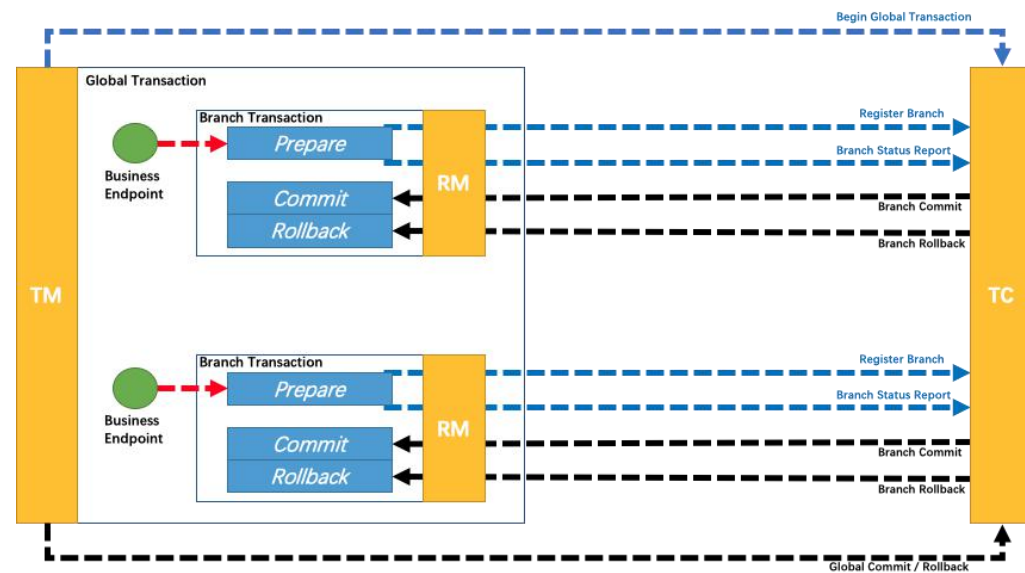 Begin Global Transaction
Global Transaction
Branch Transaction
Prepare
Register Branch
Branch Status Report
Business
Endpoint
RM
Commit
Branch Commit
Rollback
Branch Rollback
TM
TC
Branch Transaction
Prepare
Register Branch
Branch Status Report
Business
Endpoint
RM
Commit
Branch Commit
Rollback
Branch Rollback
Global Commit / Rollback